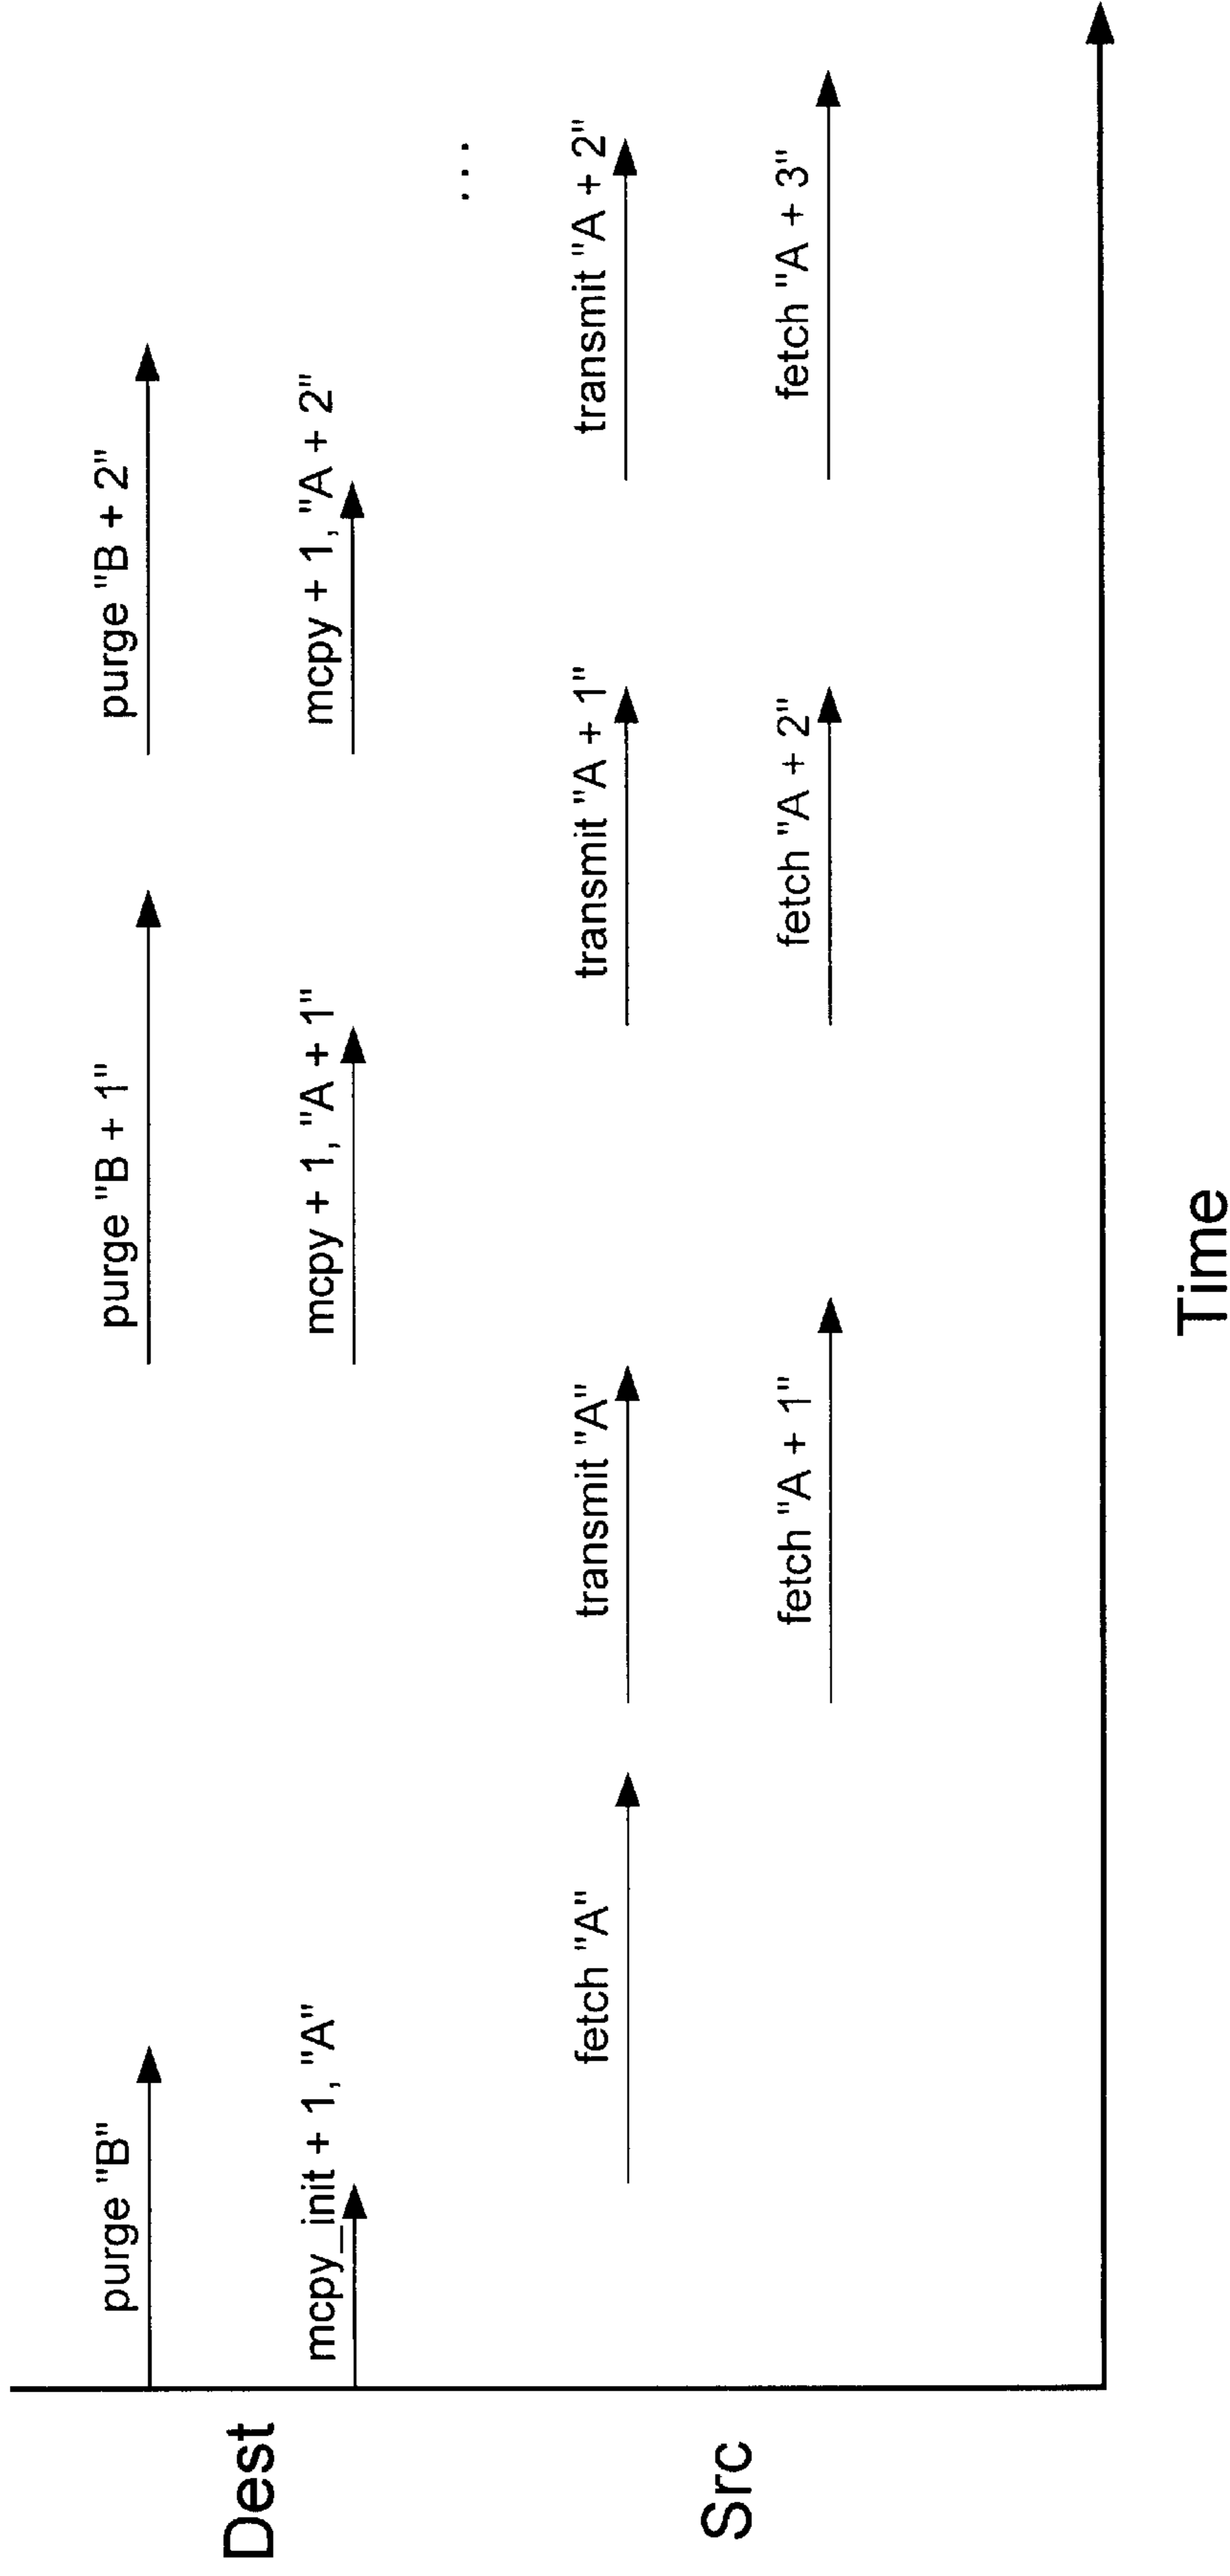 Dest
purge "B"
purge "B + 1"
purge "B + 2"
mcpy_init + 1, "A"
mcpy + 1, "A + 1"
mcpy + 1, "A + 2"
...
Src
fetch "A"
transmit "A"
transmit "A + 1"
transmit "A + 2"
fetch "A + 1"
fetch "A + 2"
fetch "A + 3"
Time